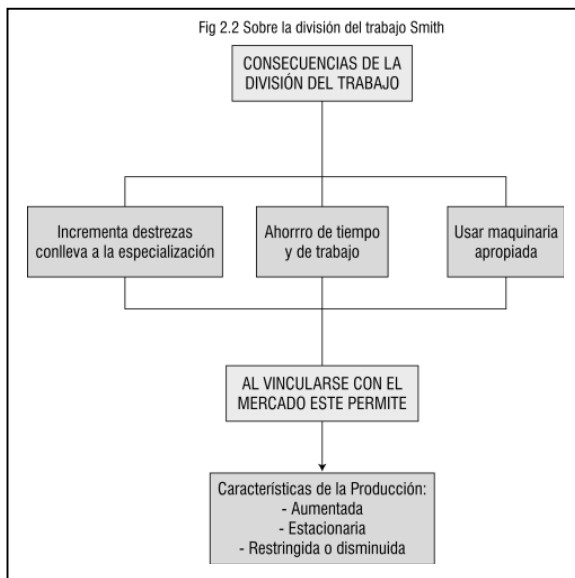 Fig 2.2 Sobre la división del trabajo Smith
CONSECUENCIAS DE LA
DIVISIÓN DEL TRABAJO
Incrementa destrezas
conlleva a la especialización
Ahorrro de tiempo
y de trabajo
Usar maquinaria
apropiada
AL VINCULARSE CON EL
MERCADO ESTE PERMITE
Características de la Producción:
- Aumentada
- Estacionaria
- Restringida o disminuida